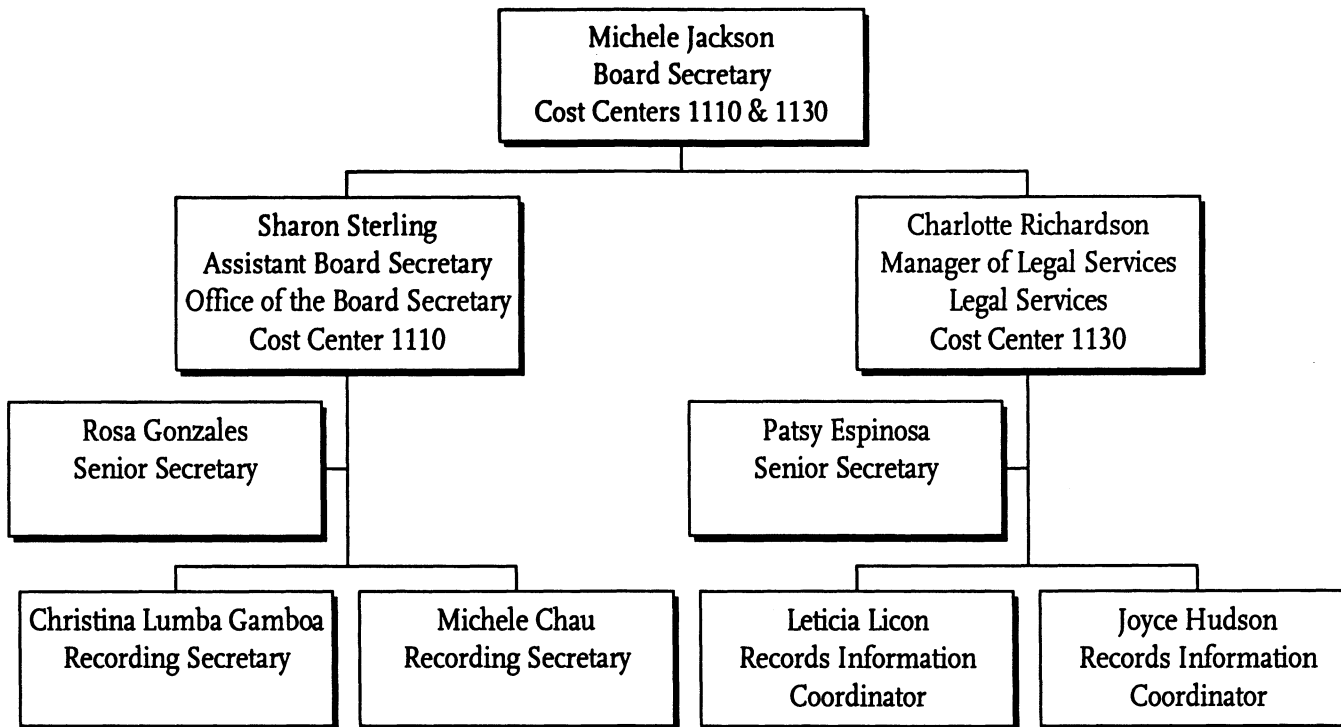 Michele Jackson
Board Secretary
Cost Centers 1110 & 1130
Sharon Sterling
Assistant Board Secretary
Office of the Board Secretary
Cost Center 1110
Charlotte Richardson
Manager of Legal Services
Legal Services
Cost Center 1130
Rosa Gonzales
Senior Secretary
Patsy Espinosa
Senior Secretary
Christina Lumba Gamboa
Recording Secretary
Michele Chau
Recording Secretary
Leticia Licon
Records Information
Coordinator
Joyce Hudson
Records Information
Coordinator